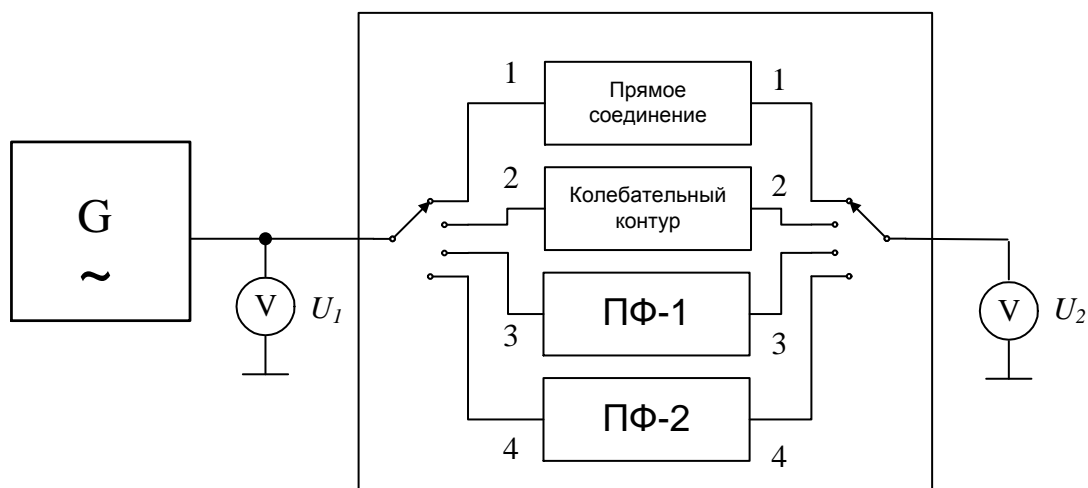 1
1
Прямое
соединение
2
2
Колебательный
контур
G
~
V
U1
3
3
ПФ-1
V
U2
4
4
ПФ-2